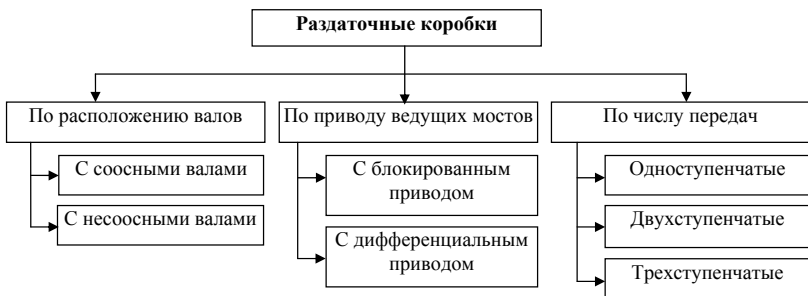 Раздаточные коробки
По расположению валов
С соосными валами
С несоосными валами
По приводу ведущих мостов
С блокированным
приводом
С дифференциальным
приводом
По числу передач
Одноступенчатые
Двухступенчатые
Трехступенчатые